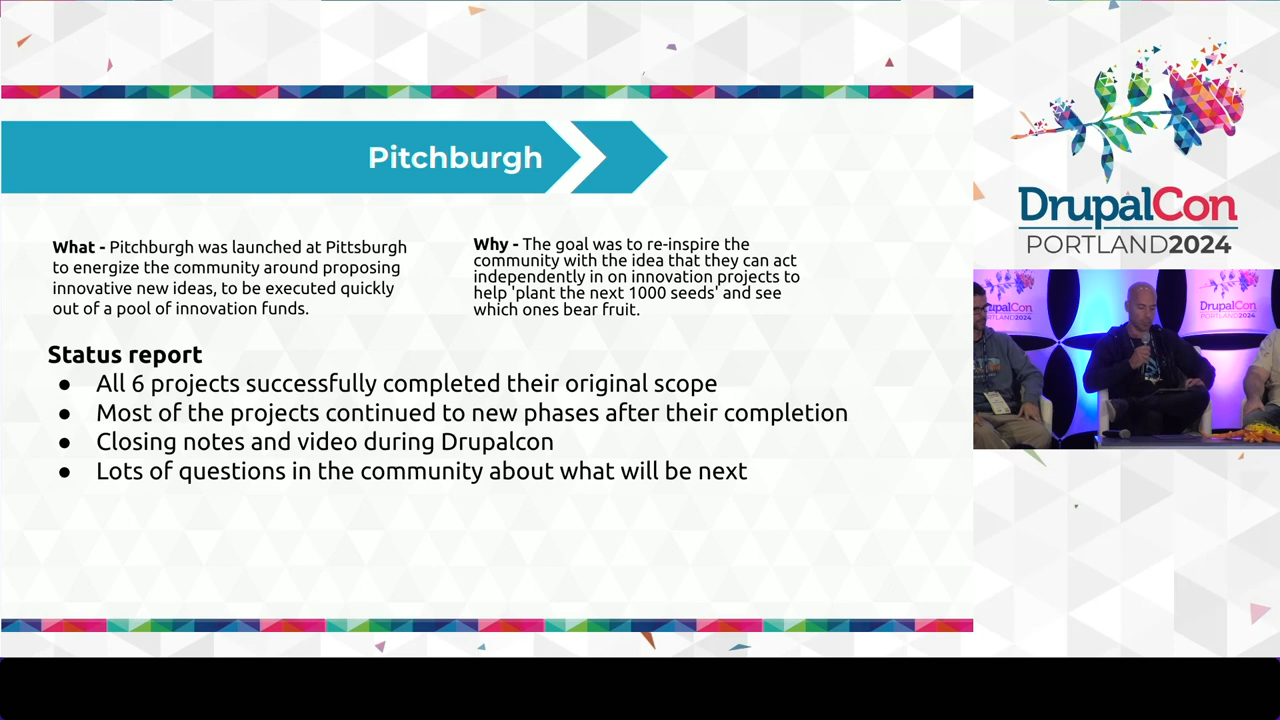 Pitchburgh
What - Pitchburgh was launched at Pittsburgh
to energize the community around proposing
innovative new ideas, to be executed quickly
out of a pool of innovation funds.
Why - The goal was to re-inspire the
community with the idea that they can act
independently in on innovation projects to
help 'plant the next 1000 seeds' and see
which ones bear fruit.
Status report
● All 6 projects successfully completed their original scope
● Most of the projects continued to new phases after their completion
● Closing notes and video during Drupalcon
● Lots of questions in the community about what will be next
DrupalCon
PORTLAND2024
DrupalCon
PORTLAND2024
DrupalCon
PORTLAND2024